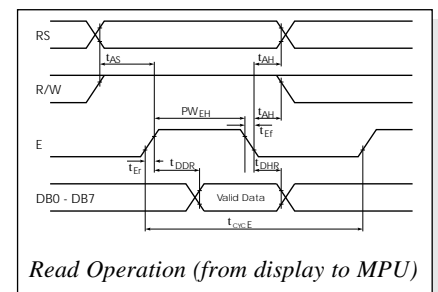 RS
tAS
tAH
R/W
PWEH
tAH
tEf
E
tEr
tDDR
tDHR
DB0 - DB7
Valid Data
tCYCE
Read Operation (from display to MPU)